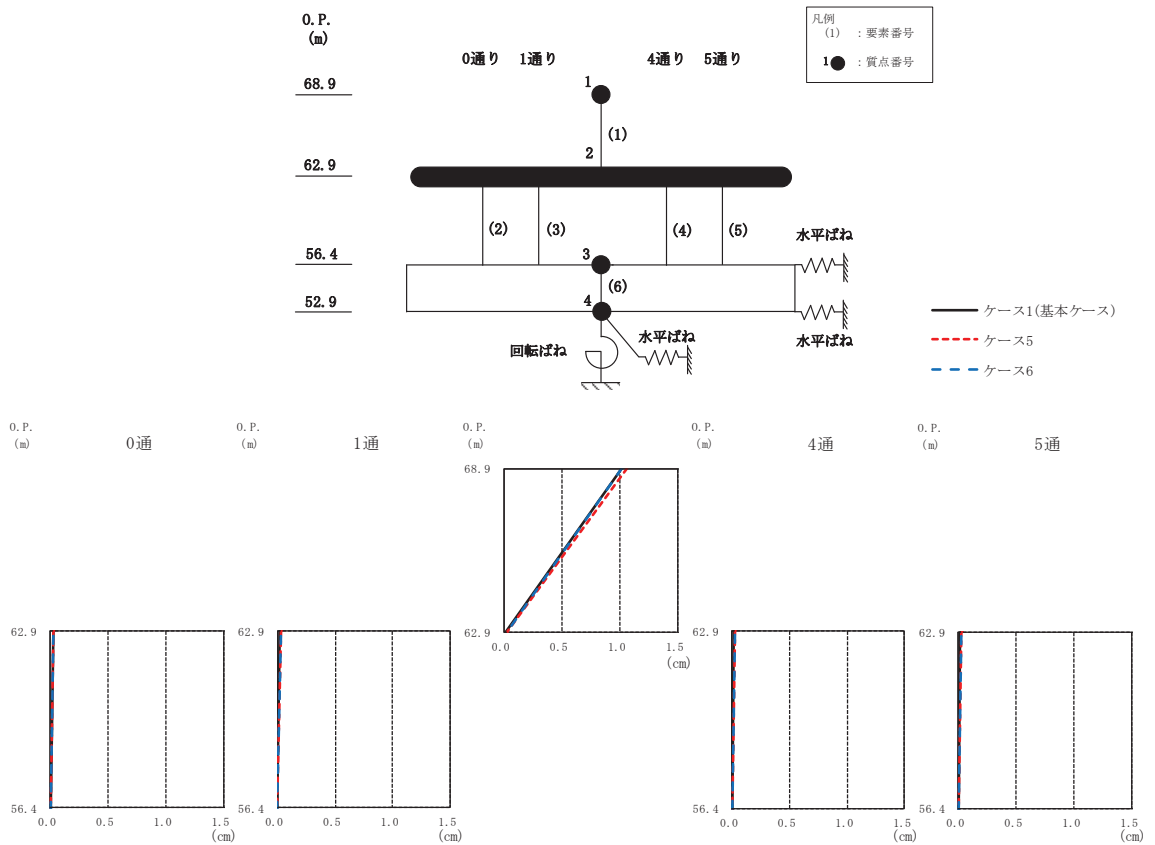 O.P.
(m)
68.9
62.9
56.4
52.9
0通り 1通り 4通り 5通り
凡例
(1) : 要素番号
1 : 質点番号
1
(1)
2
(2) (3) (4) (5)
3
(6)
4
水平ばね
水平ばね
水平ばね
回転ばね
ケース1(基本ケース)
ケース5
ケース6
O.P.
(m) 0通
62.9
56.4
0.0 0.5 1.0 1.5
(cm)
O.P.
(m) 1通
62.9
56.4
0.0 0.5 1.0 1.5
(cm)
O.P.
(m)
68.9
62.9
0.0 0.5 1.0 1.5
(cm)
O.P.
(m) 4通
62.9
56.4
0.0 0.5 1.0 1.5
(cm)
O.P.
(m) 5通
62.9
56.4
0.0 0.5 1.0 1.5
(cm)